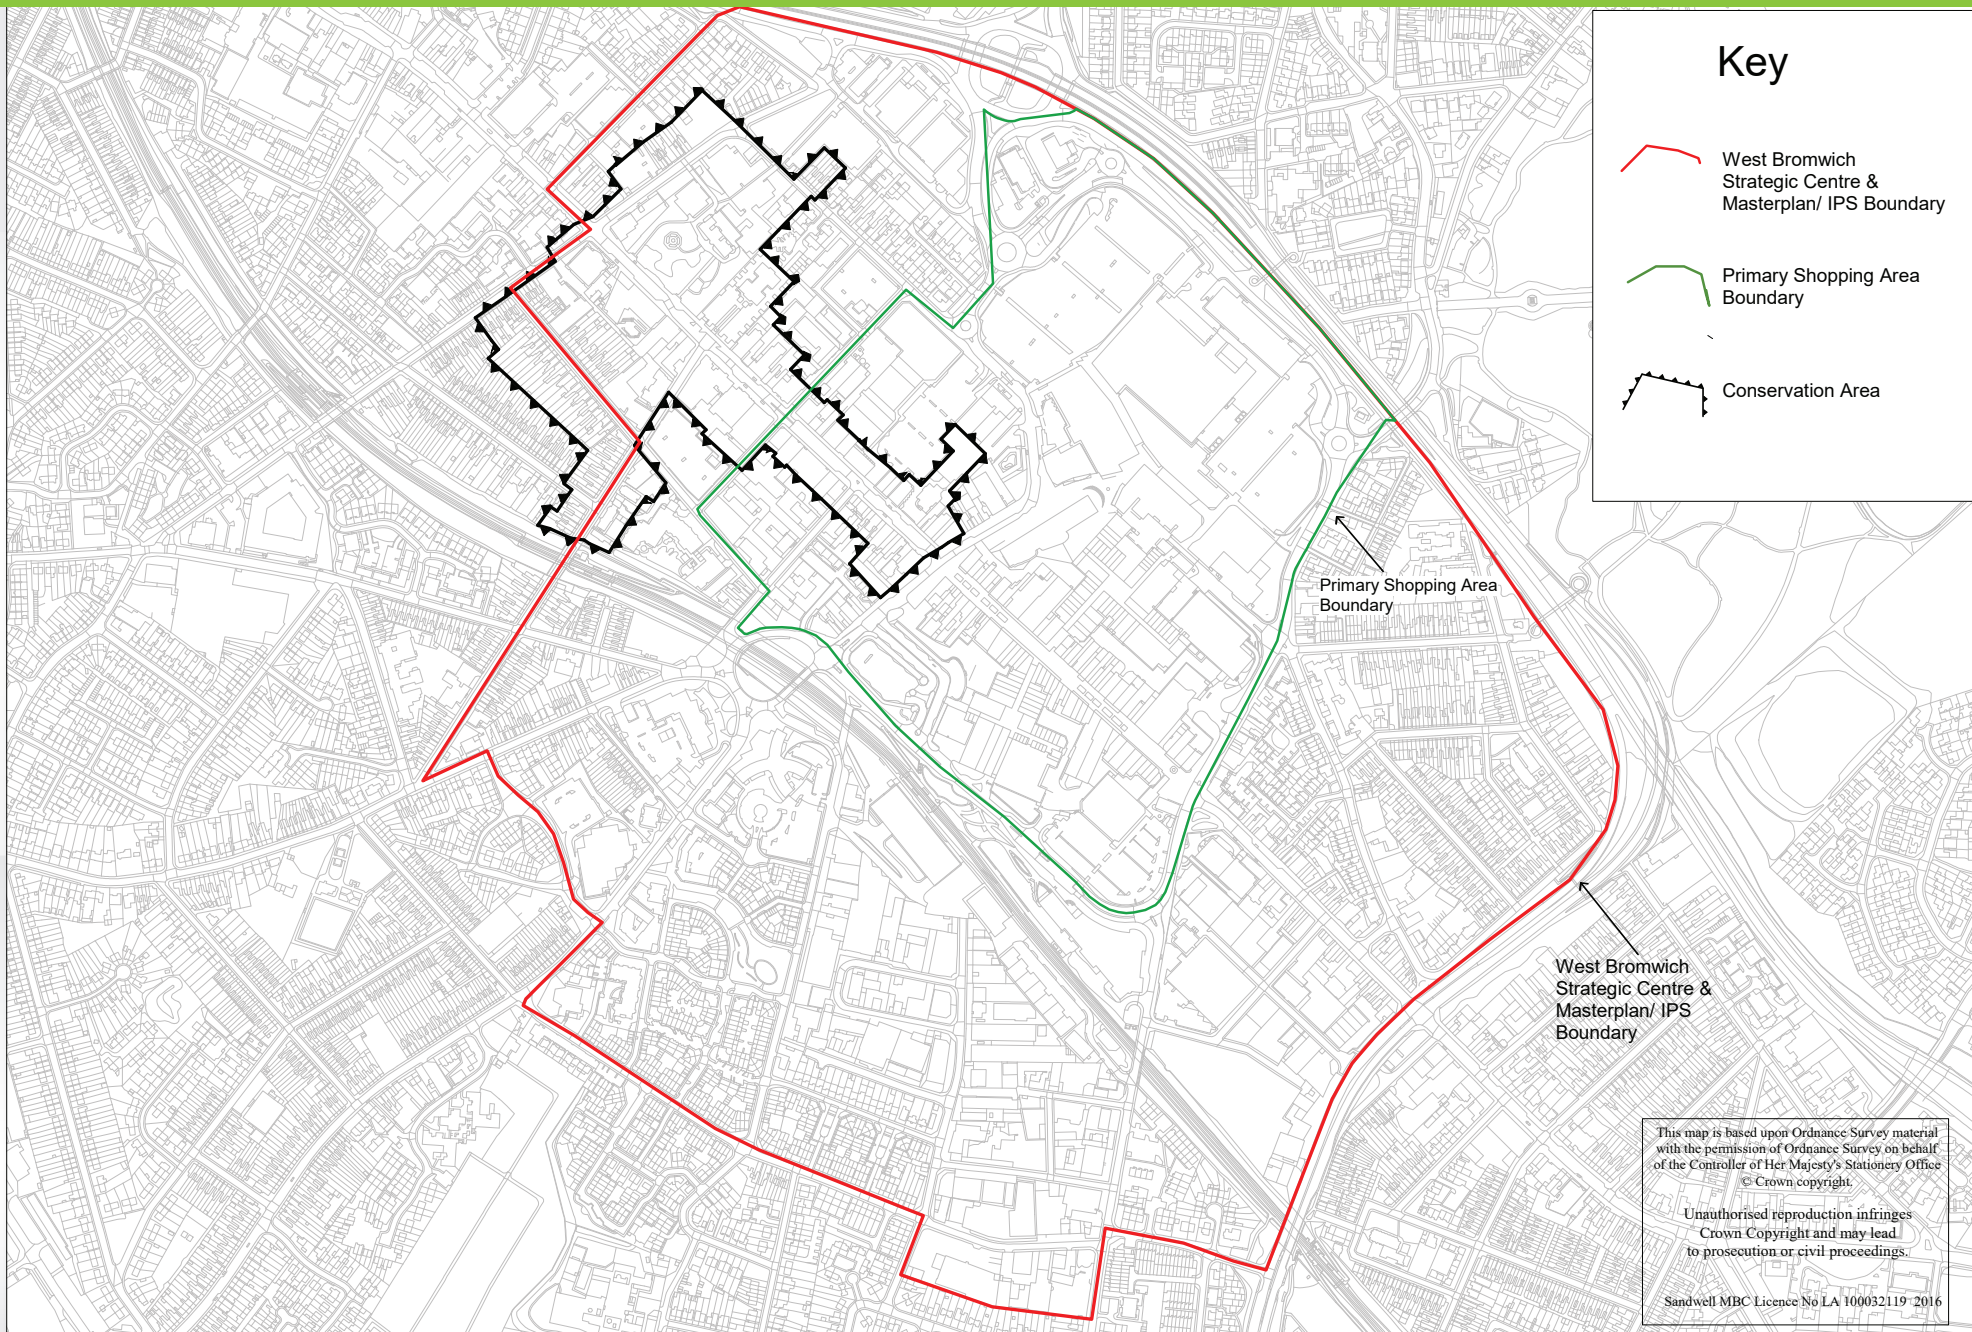 Key
West Bromwich
Strategic Centre &
Masterplan/ IPS Boundary
Primary Shopping Area
Boundary
Conservation Area
Primary Shopping Area
Boundary
West Bromwich
Strategic Centre &
Masterplan/ IPS
Boundary
This map is based upon Ordnance Survey material
with the permission of Ordnance Survey on behalf
of the Controller of Her Majesty's Stationery Office
© Crown copyright.
Unauthorised reproduction infringes
Crown Copyright and may lead
to prosecution or civil proceedings.
Sandwell MBC Licence No LA 100032119 2016